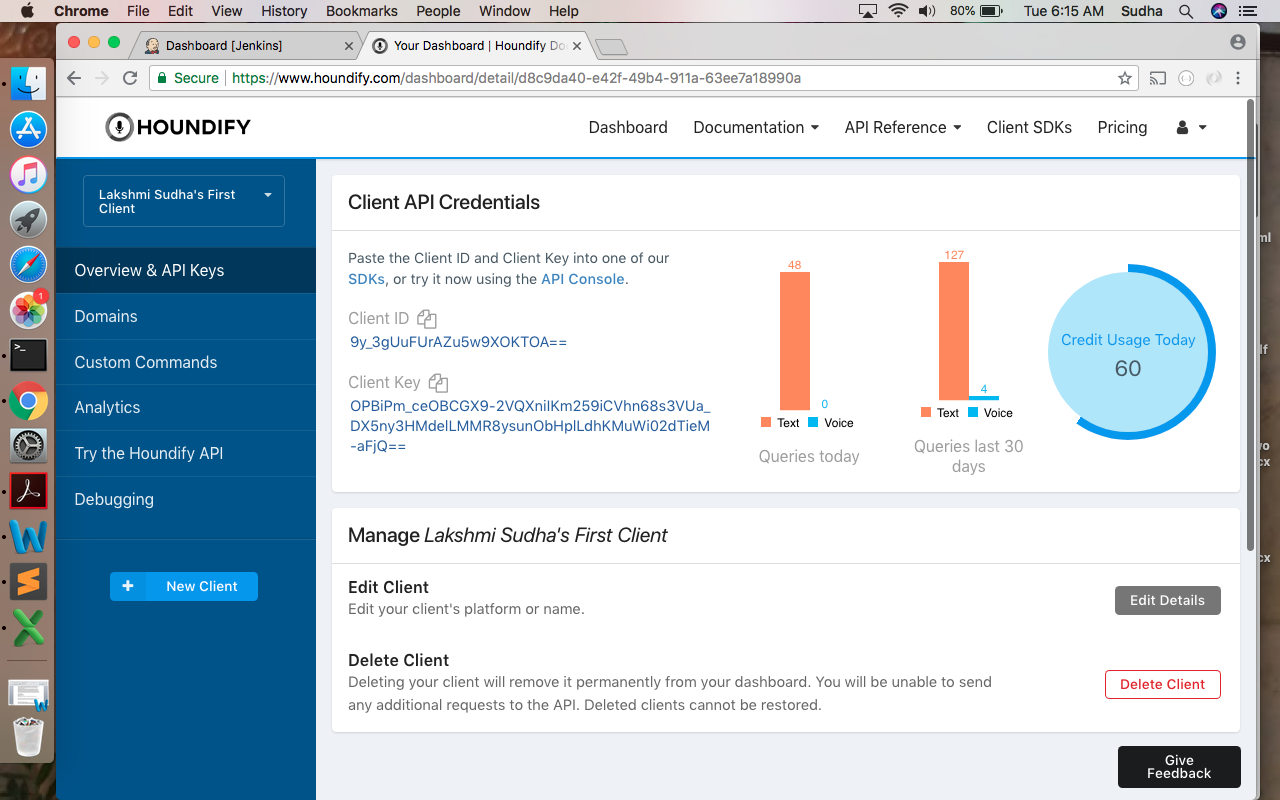 Chrome File Edit View History Bookmarks People Window Help 80% Tue 6:15 AM Sudha
Dashboard [Jenkins] Your Dashboard | Houndify Do
Secure https://www.houndify.com/dashboard/detail/d8c9da40-e42f-49b4-911a-63ee7a18990a
HOUNDIFY Dashboard Documentation API Reference Client SDKs Pricing
Lakshmi Sudha's First
Client
Overview & API Keys
Domains
Custom Commands
Analytics
Try the Houndify API
Debugging
+ New Client
Client API Credentials
Paste the Client ID and Client Key into one of our
SDKs, or try it now using the API Console.
Client ID
9y_3gUuFUrAZu5w9XOKTOA==
Client Key
OPBiPm_ceOBCGX9-2VQXnilKm259iCVhn68s3VUa_
DX5ny3HMdelLMMR8ysunObHplLdhKMuWi02dTieM
-aFjQ==
48
0
Text Voice
Queries today
127
4
Text Voice
Queries last 30
days
Credit Usage Today
60
Manage Lakshmi Sudha's First Client
Edit Client
Edit your client's platform or name.
Edit Details
Delete Client
Deleting your client will remove it permanently from your dashboard. You will be unable to send
any additional requests to the API. Deleted clients cannot be restored.
Delete Client
Give
Feedback
1